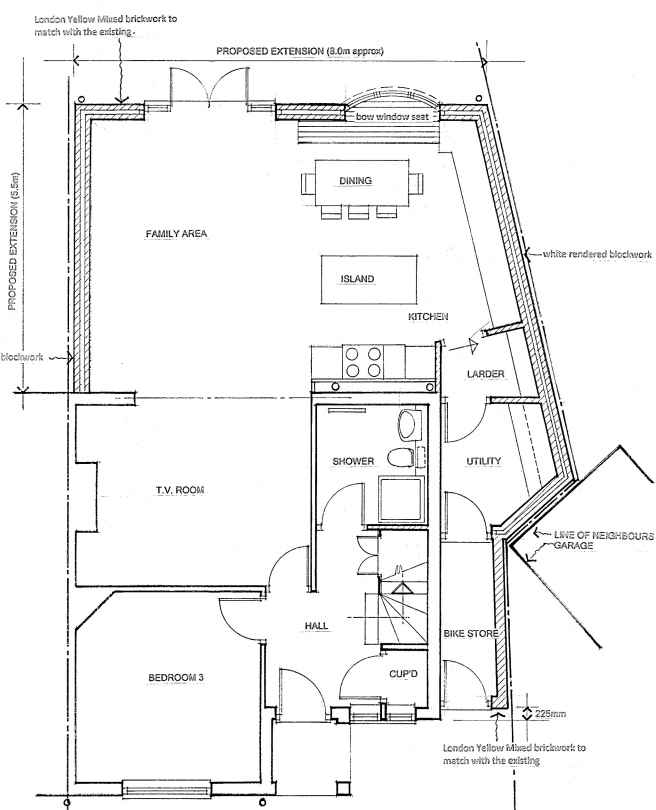 London Yellow Mixed brickwork to
match with the existing.
PROPOSED EXTENSION (8.0m approx)
bow window seat
DINING
PROPOSED EXTENSION (5.5m)
FAMILY AREA
white rendered blockwork
ISLAND
KITCHEN
blockwork
LARDER
SHOWER
UTILITY
T.V. ROOM
LINE OF NEIGHBOURS
GARAGE
HALL
BIKE STORE
BEDROOM 3
CUP'D
225mm
London Yellow Mixed brickwork to
match with the existing